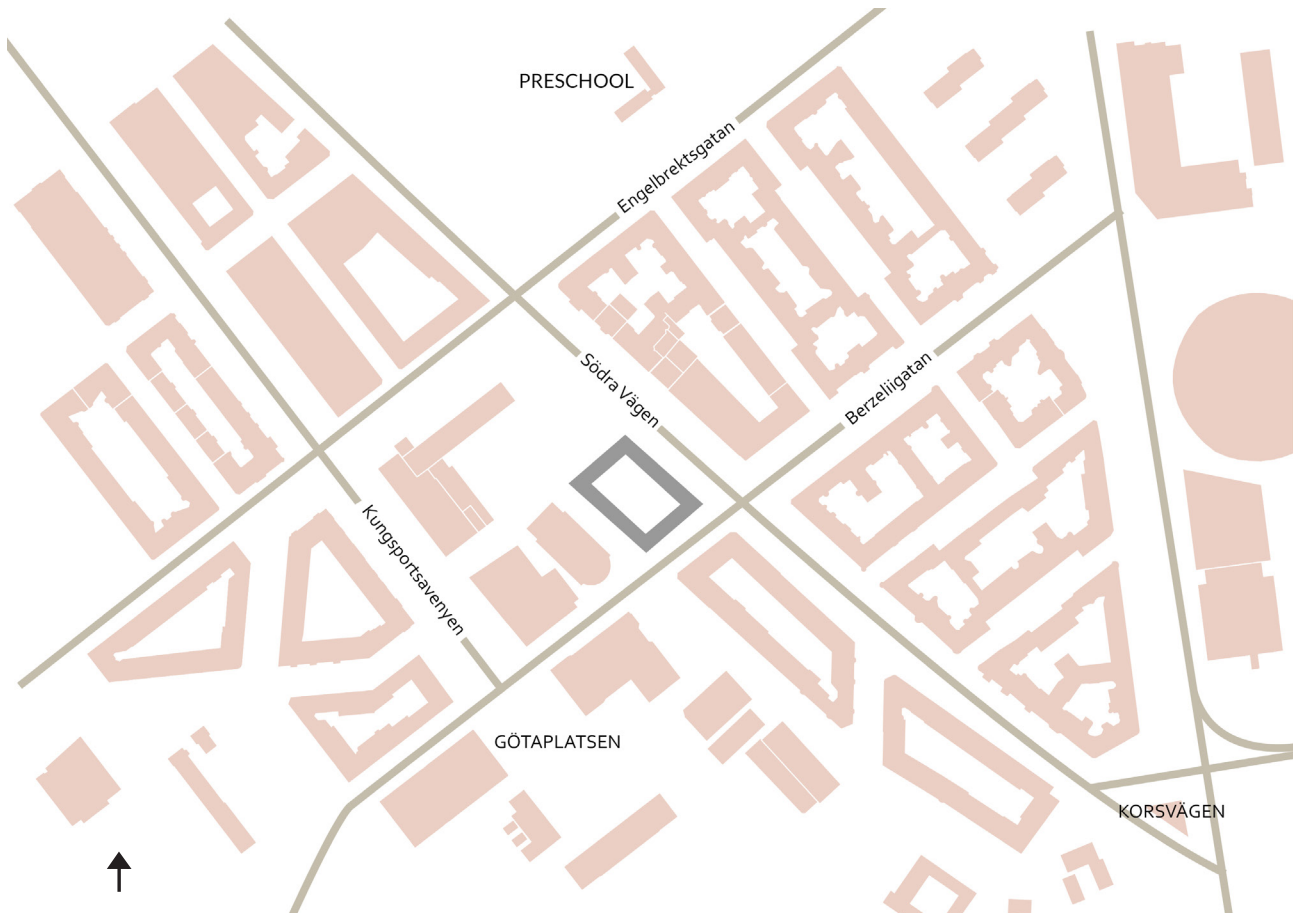 PRESCHOOL
Engelbrektsgatan
Södra Vägen
Berzeliigatan
Kungsportsavenyen
GÖTAPLATSEN
KORSVÄGEN